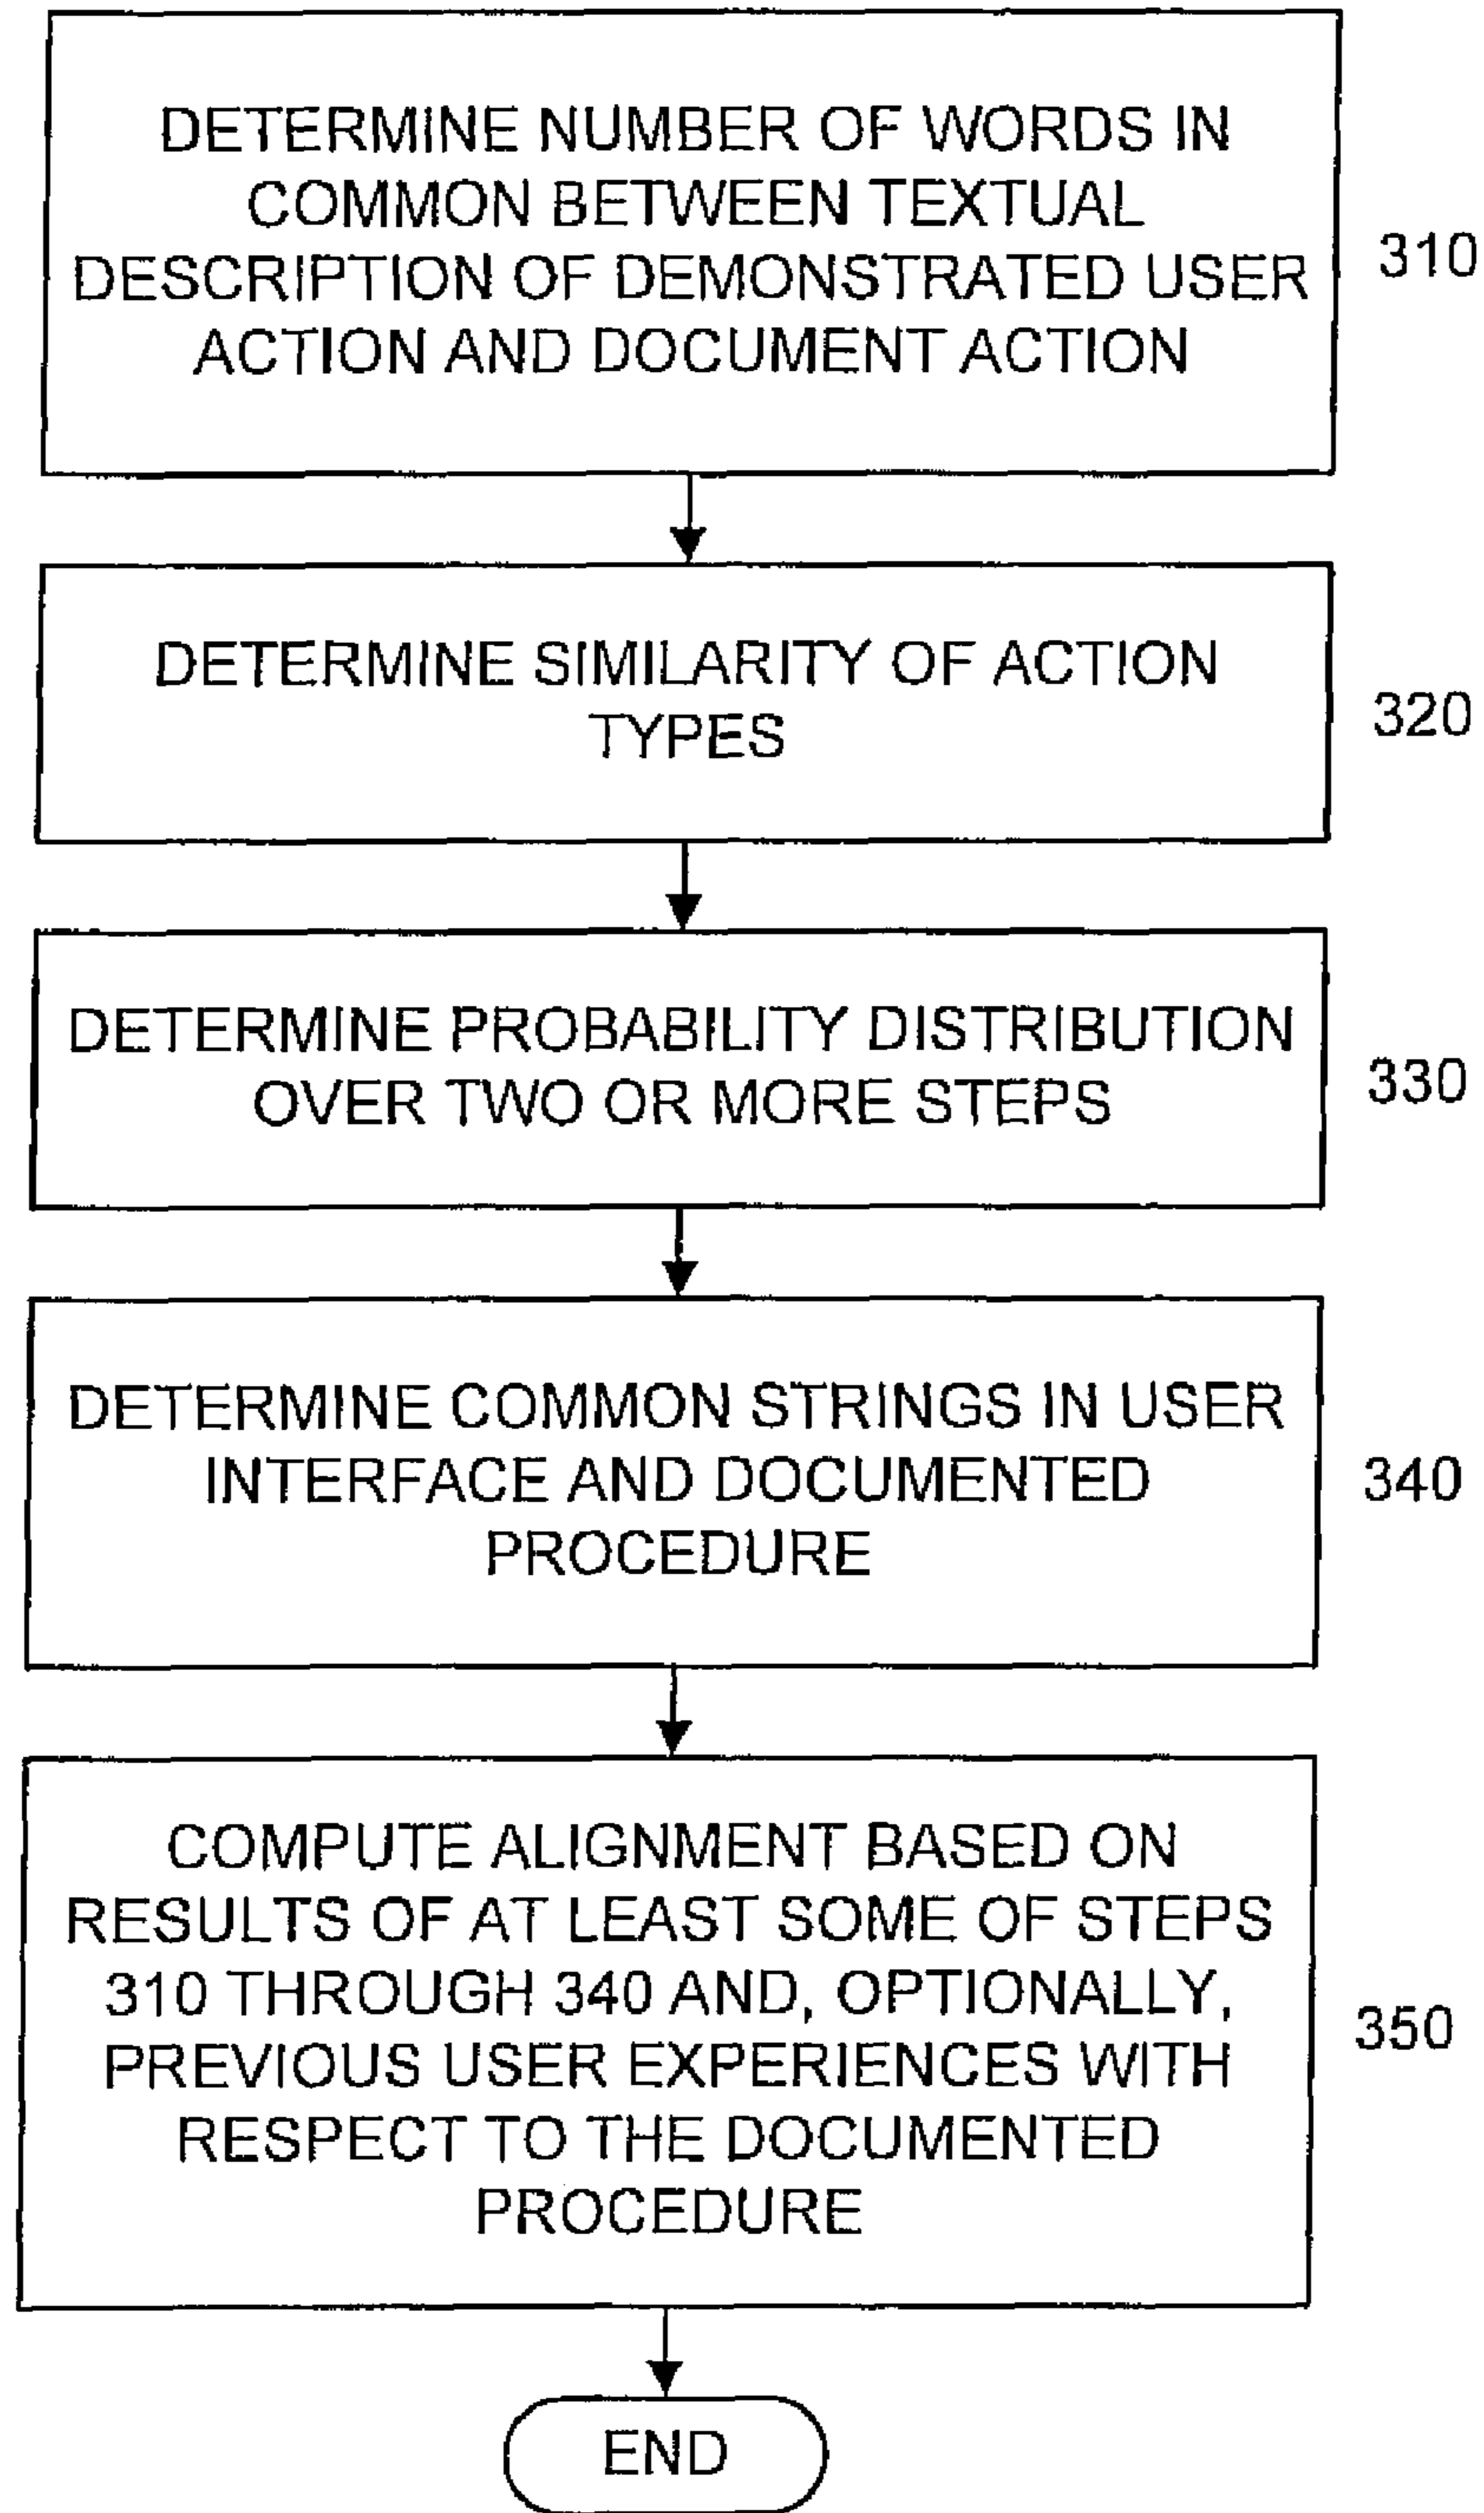 DETERMINE NUMBER OF WORDS IN
COMMON BETWEEN TEXTUAL
DESCRIPTION OF DEMONSTRATED USER
ACTION AND DOCUMENT ACTION
310
DETERMINE SIMILARITY OF ACTION
TYPES
320
DETERMINE PROBABILITY DISTRIBUTION
OVER TWO OR MORE STEPS
330
DETERMINE COMMON STRINGS IN USER
INTERFACE AND DOCUMENTED
PROCEDURE
340
COMPUTE ALIGNMENT BASED ON
RESULTS OF AT LEAST SOME OF STEPS
310 THROUGH 340 AND, OPTIONALLY,
PREVIOUS USER EXPERIENCES WITH
RESPECT TO THE DOCUMENTED
PROCEDURE
350
END